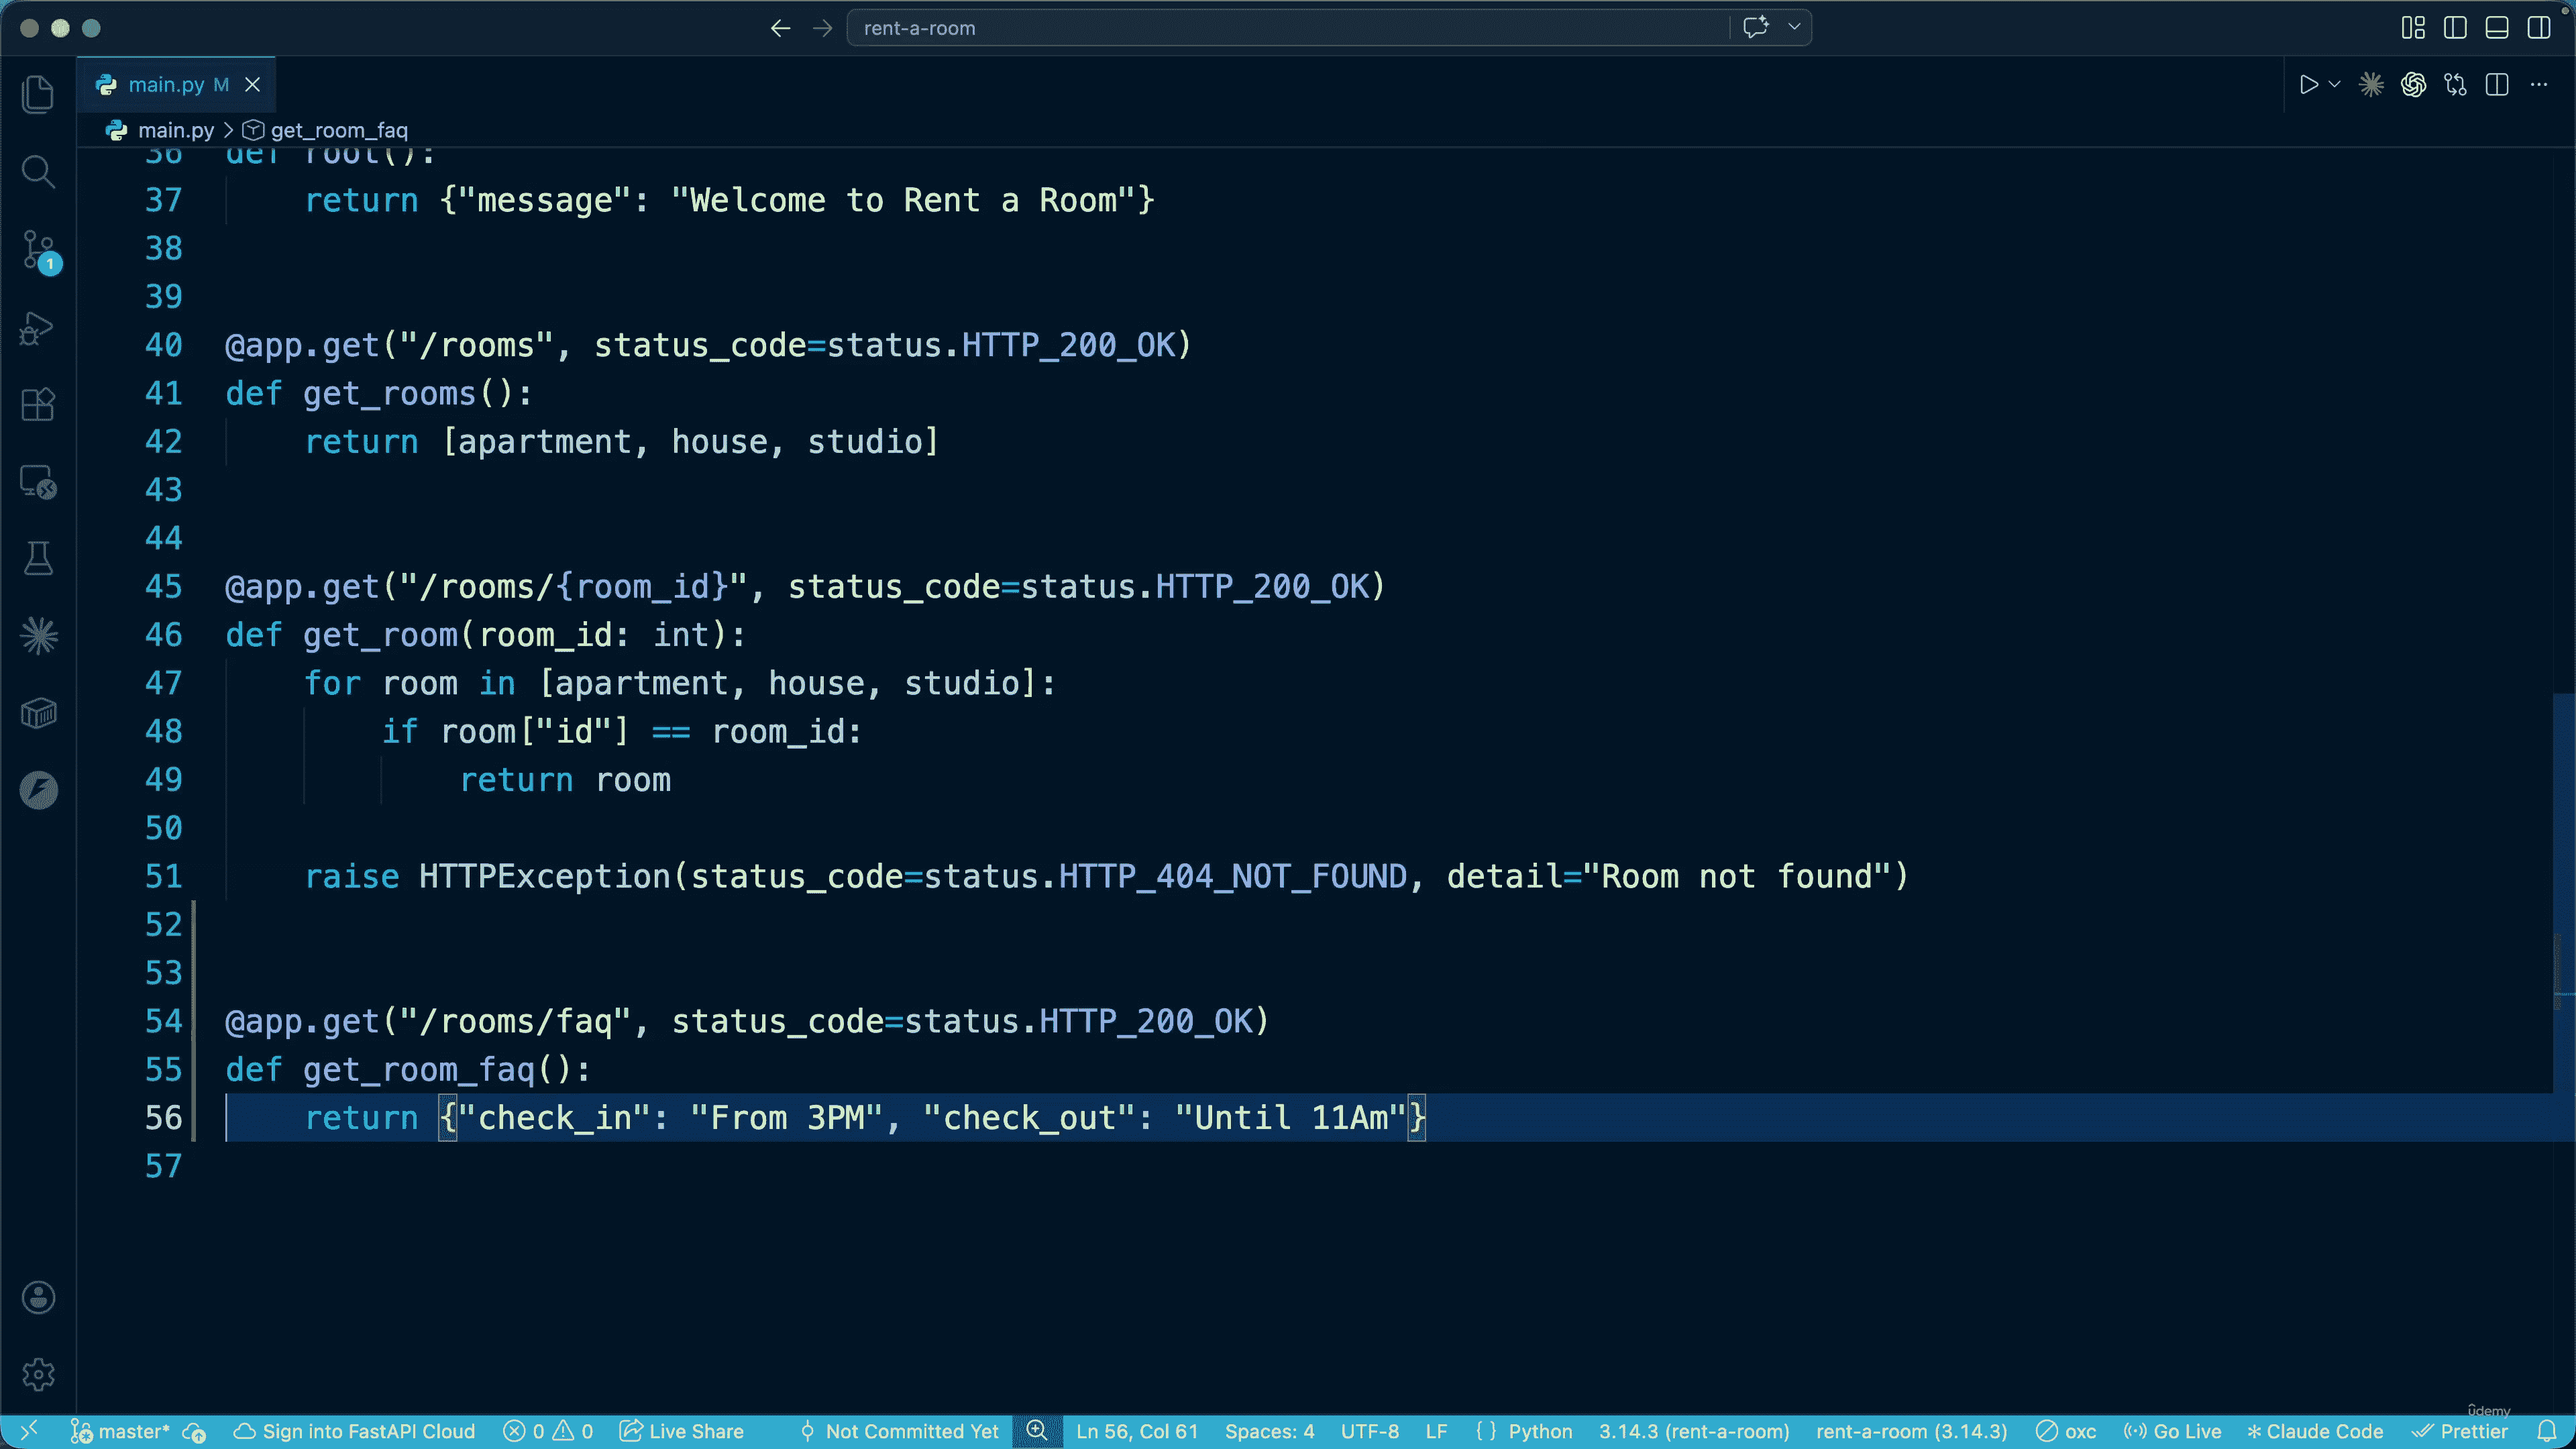 rent-a-room
main.py M
main.py > get_room_faq
36 def root():
37 return {"message": "Welcome to Rent a Room"}
38
39
40 @app.get("/rooms", status_code=status.HTTP_200_OK)
41 def get_rooms():
42 return [apartment, house, studio]
43
44
45 @app.get("/rooms/{room_id}", status_code=status.HTTP_200_OK)
46 def get_room(room_id: int):
47 for room in [apartment, house, studio]:
48 if room["id"] == room_id:
49 return room
50
51 raise HTTPException(status_code=status.HTTP_404_NOT_FOUND, detail="Room not found")
52
53
54 @app.get("/rooms/faq", status_code=status.HTTP_200_OK)
55 def get_room_faq():
56 return {"check_in": "From 3PM", "check_out": "Until 11Am"}
57
1
udemy
master* Sign into FastAPI Cloud 0 0 Live Share Not Committed Yet Ln 56, Col 61 Spaces: 4 UTF-8 LF { } Python 3.14.3 (rent-a-room) rent-a-room (3.14.3) oxc Go Live Claude Code Prettier